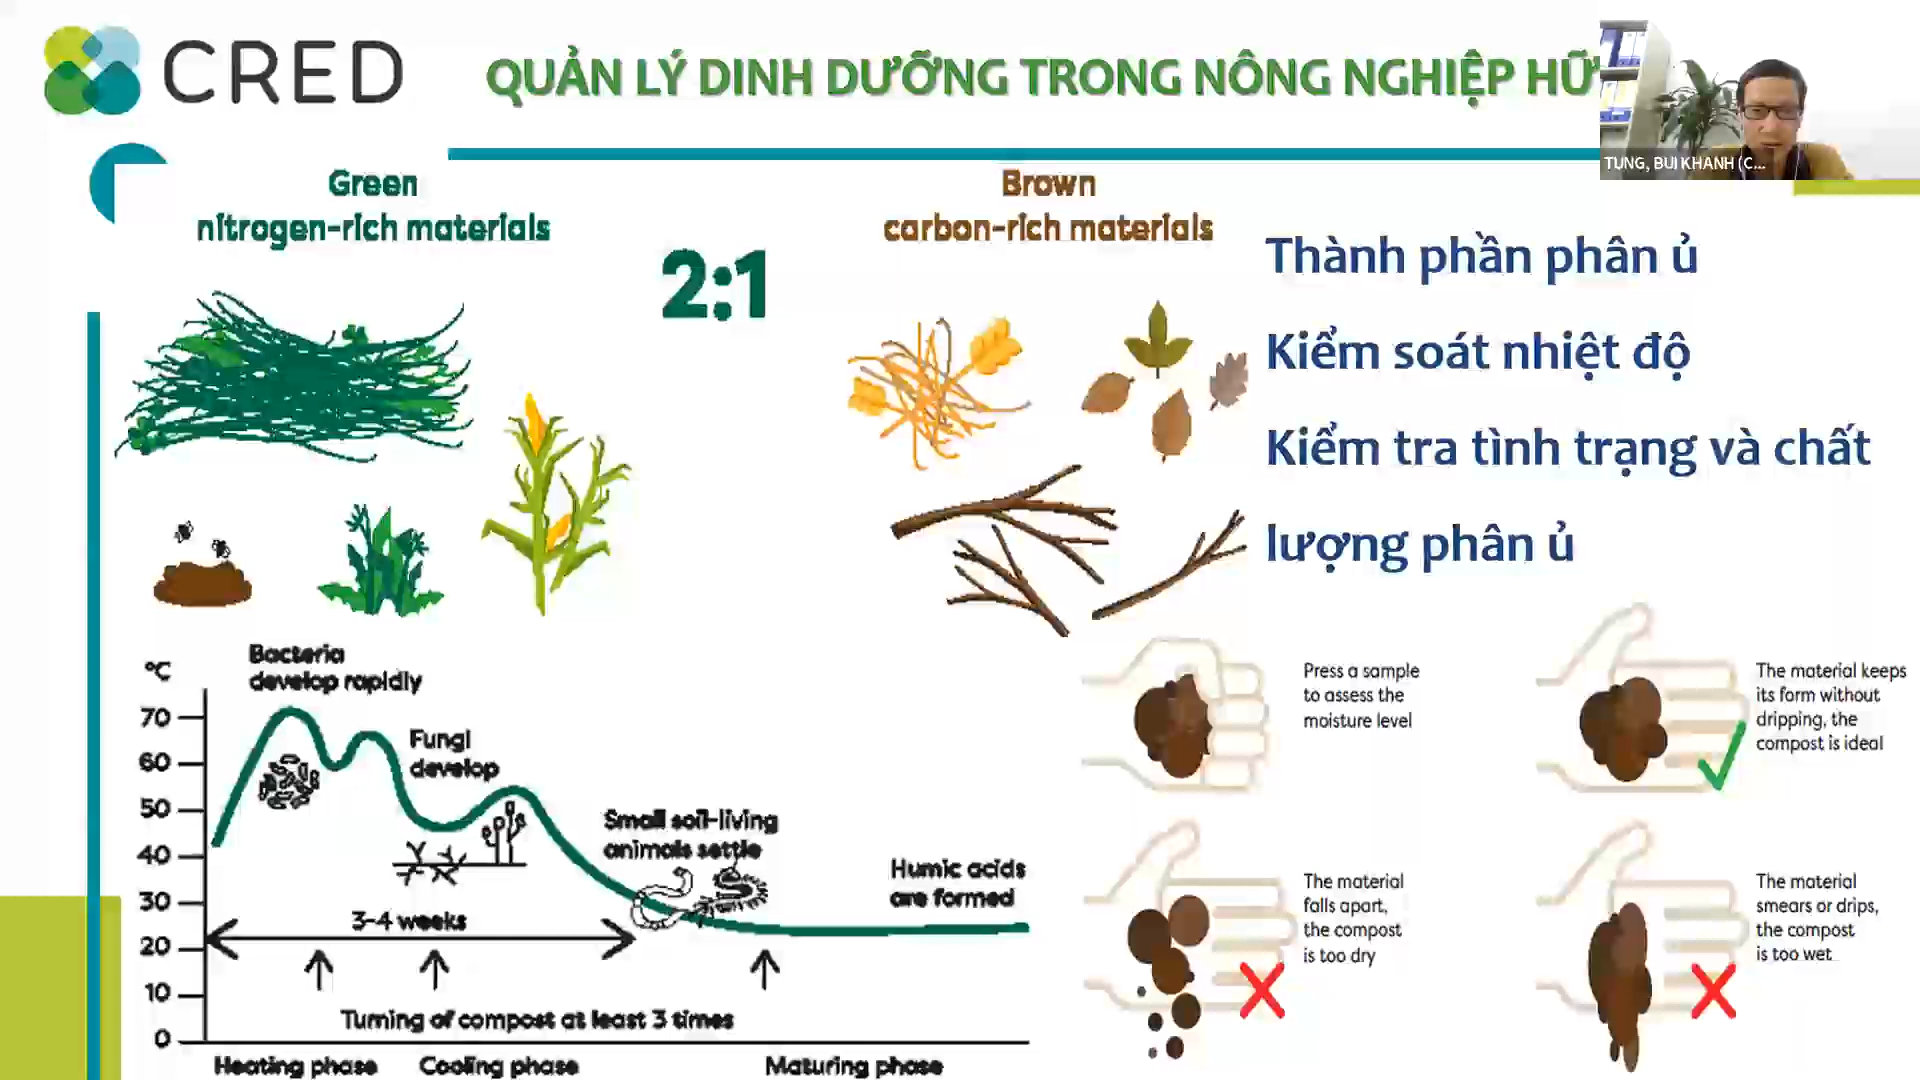 CRED
QUẢN LÝ DINH DƯỠNG TRONG NÔNG NGHIỆP HỮ
TUNG, BUI KHANH (C...
Green
nitrogen-rich materials
2:1
Brown
carbon-rich materials
Thành phần phân ủ
Kiểm soát nhiệt độ
Kiểm tra tình trạng và chất
lượng phân ủ
°C
70
60
50
40
30
20
10
0
Bacteria
develop rapidly
Fungi
develop
Small soil-living
animals settle
Humic acids
are formed
3-4 weeks
Turning of compost at least 3 times
Heating phase
Cooling phase
Maturing phase
Press a sample
to assess the
moisture level
The material keeps
its form without
dripping, the
compost is ideal
The material
falls apart,
the compost
is too dry
The material
smears or drips,
the compost
is too wet